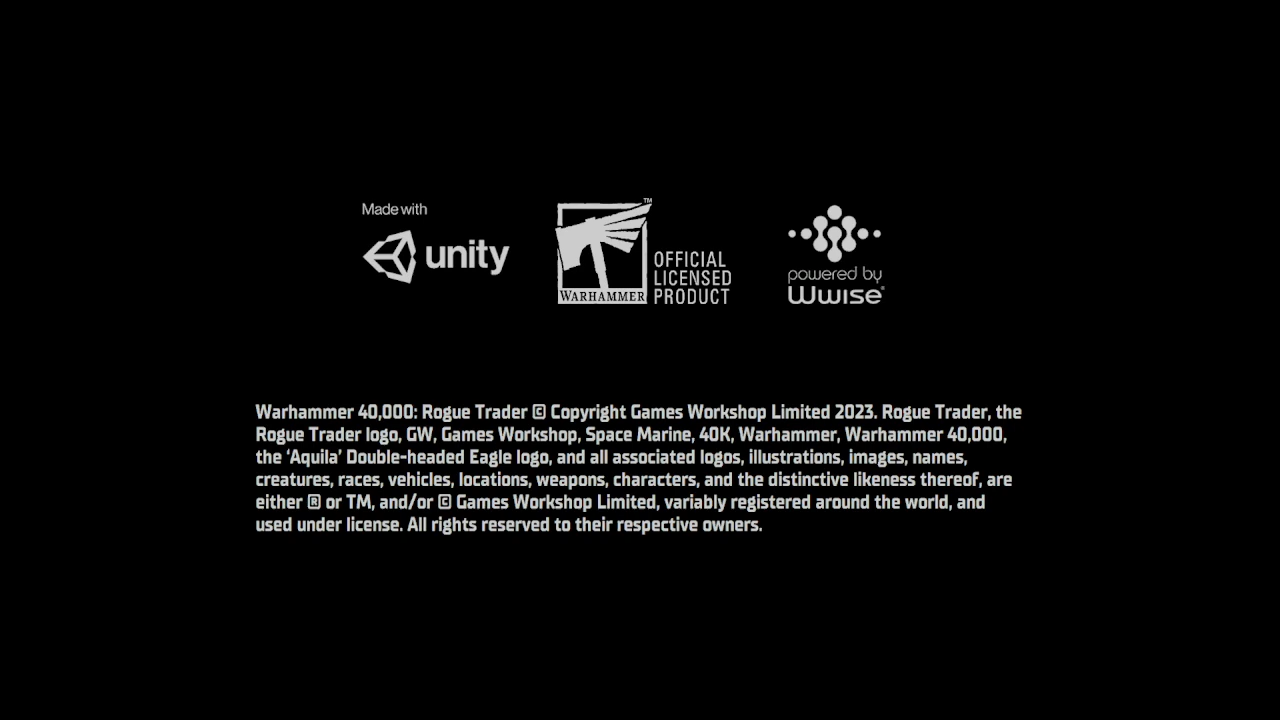 Made with
unity
WARHAMMER
™
OFFICIAL
LICENSED
PRODUCT
powered by
Wwise®
Warhammer 40,000: Rogue Trader © Copyright Games Workshop Limited 2023. Rogue Trader, the
Rogue Trader logo, GW, Games Workshop, Space Marine, 40K, Warhammer, Warhammer 40,000,
the ‘Aquila’ Double-headed Eagle logo, and all associated logos, illustrations, images, names,
creatures, races, vehicles, locations, weapons, characters, and the distinctive likeness thereof, are
either ® or TM, and/or © Games Workshop Limited, variably registered around the world, and
used under license. All rights reserved to their respective owners.